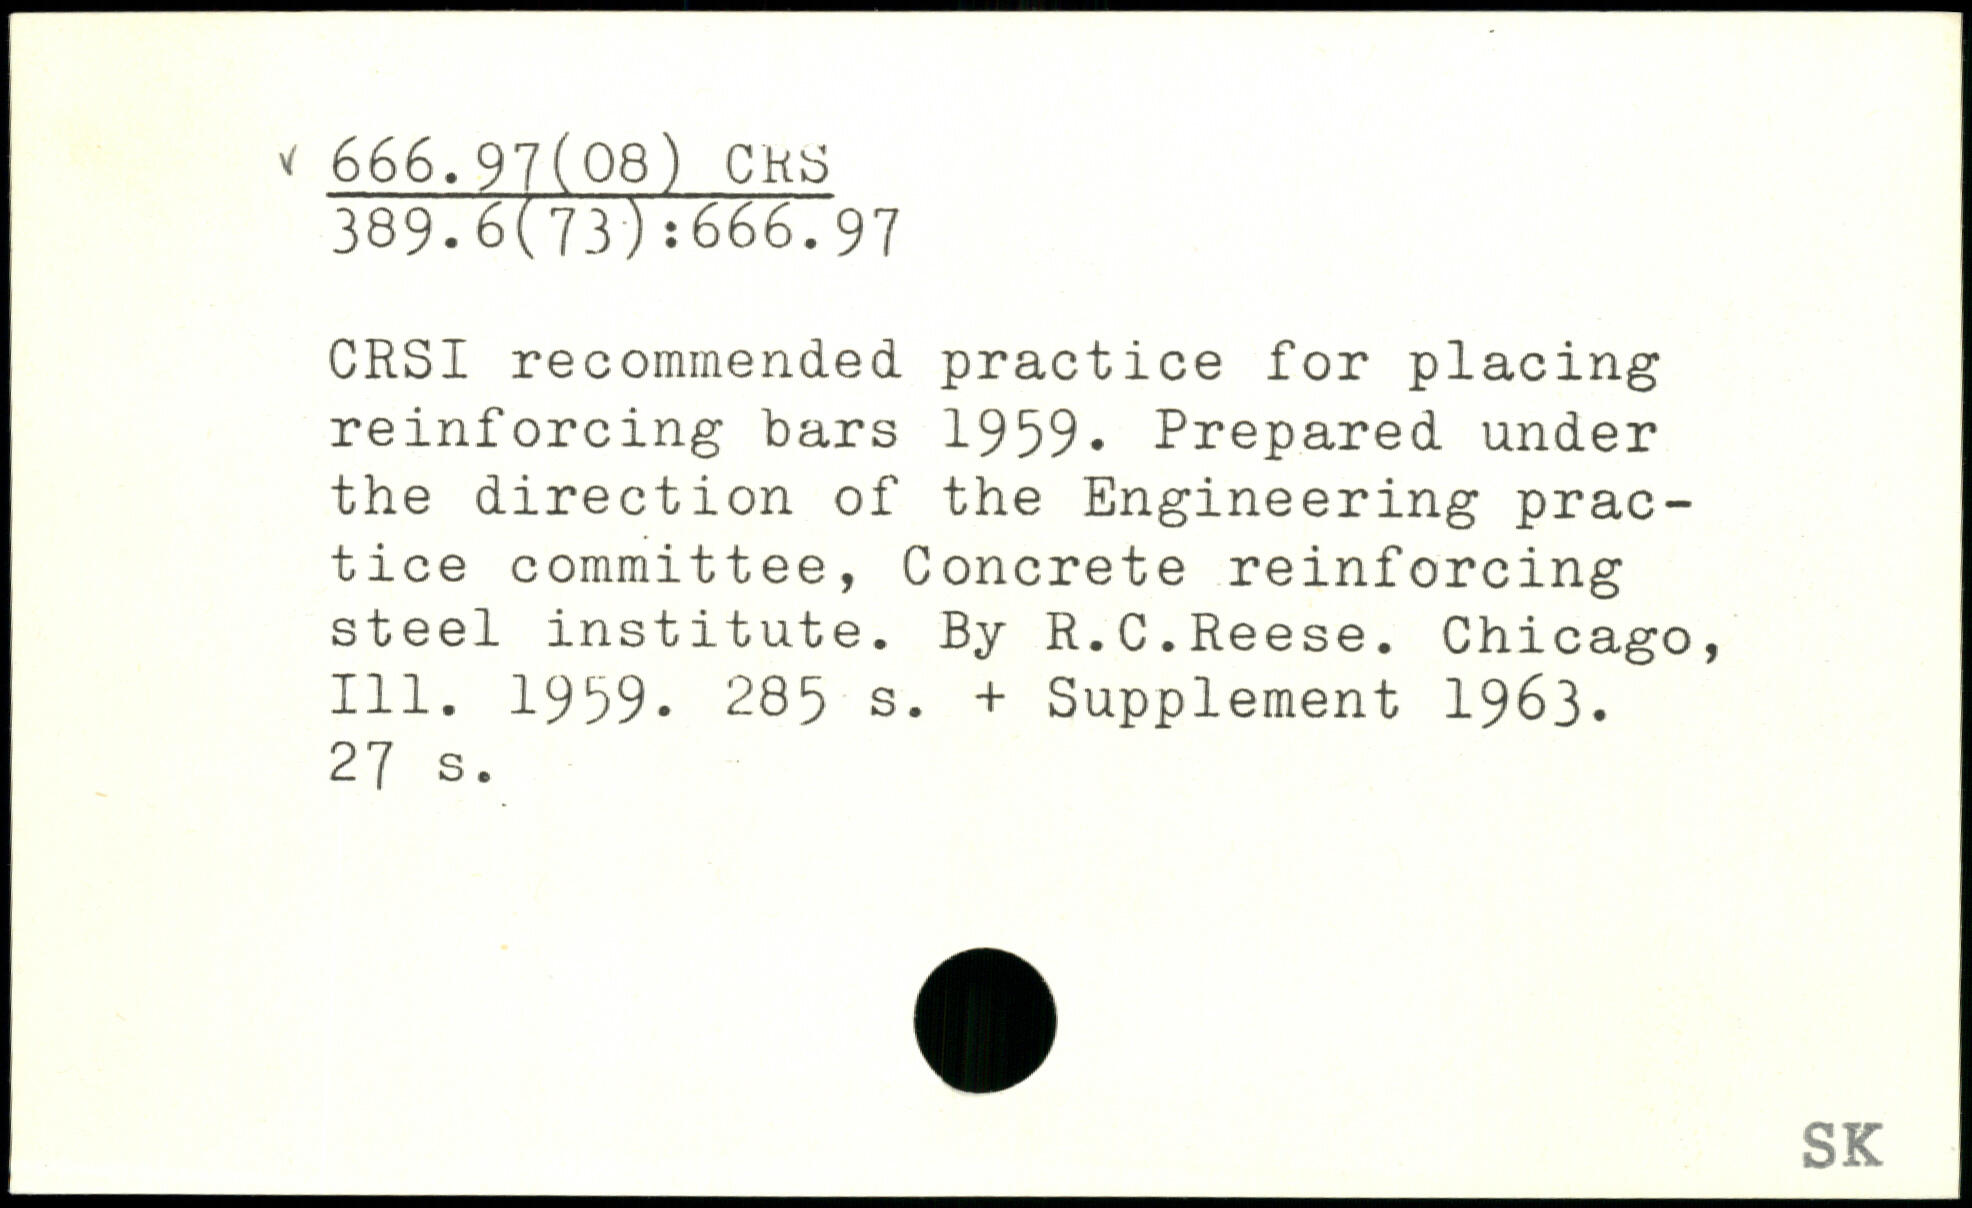 v 666.97(08) CRS
389.6(73):666.97
CRSI recommended practice for placing
reinforcing bars 1959. Prepared under
the direction of the Engineering prac-
tice committee, Concrete reinforcing
steel institute. By R.C.Reese. Chicago,
Ill. 1959. 285 s. + Supplement 1963.
27 s.
SK